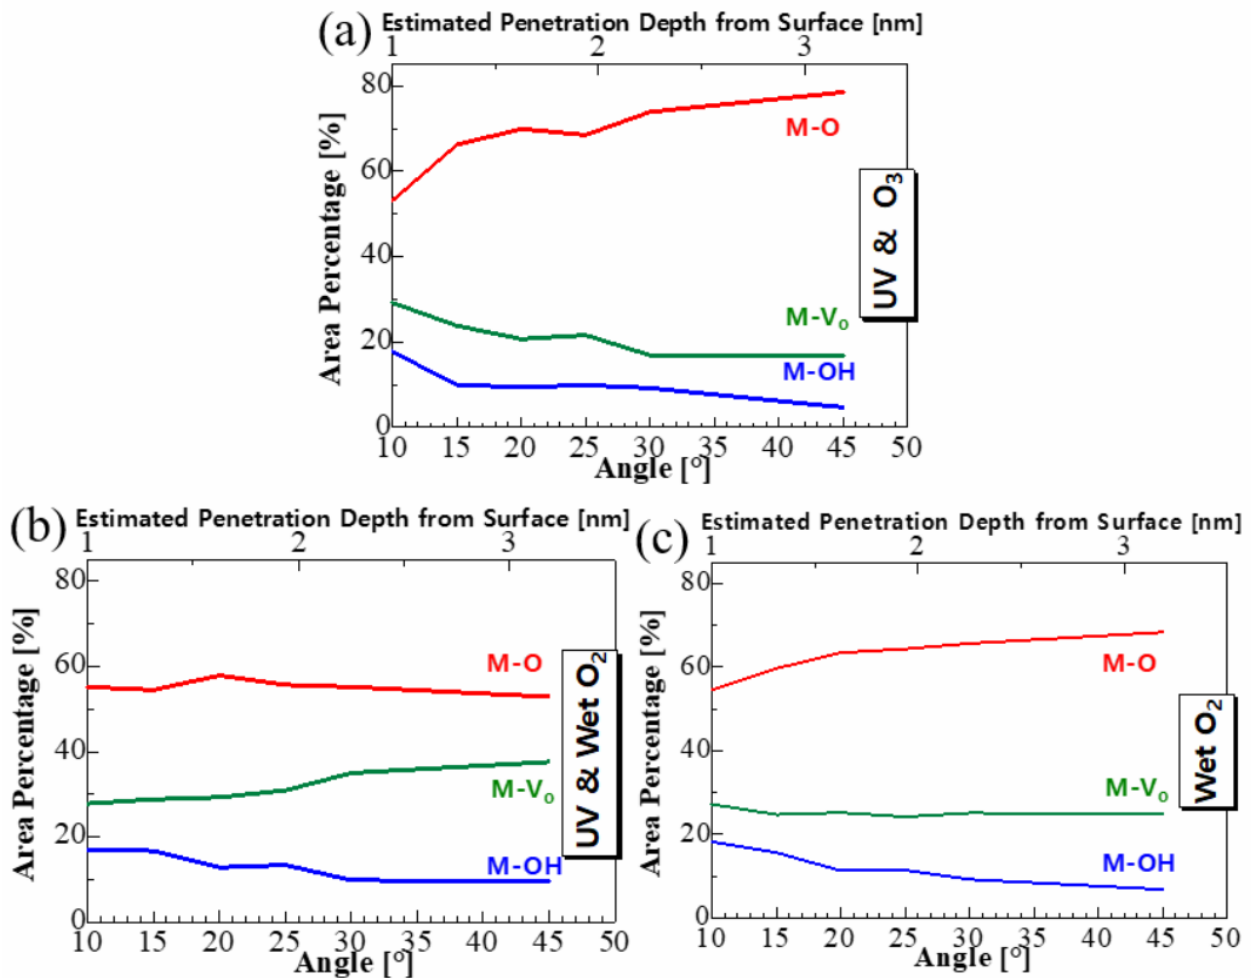 (a) Estimated Penetration Depth from Surface [nm]
1 2 3
80
60
40
20
0
Area Percentage [%]
M-O
M-Vₒ
M-OH
UV & O₃
10 15 20 25 30 35 40 45 50
Angle [°]
(b) Estimated Penetration Depth from Surface [nm]
1 2 3
80
60
40
20
0
Area Percentage [%]
M-O
M-Vₒ
M-OH
UV & Wet O₂
10 15 20 25 30 35 40 45 50
Angle [°]
(c) Estimated Penetration Depth from Surface [nm]
1 2 3
80
60
40
20
0
Area Percentage [%]
M-O
M-Vₒ
M-OH
Wet O₂
10 15 20 25 30 35 40 45 50
Angle [°]